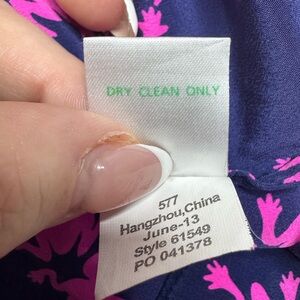 DRY CLEAN ONLY
577
Hangzhou,China
June-13
Style 61549
PO 041378